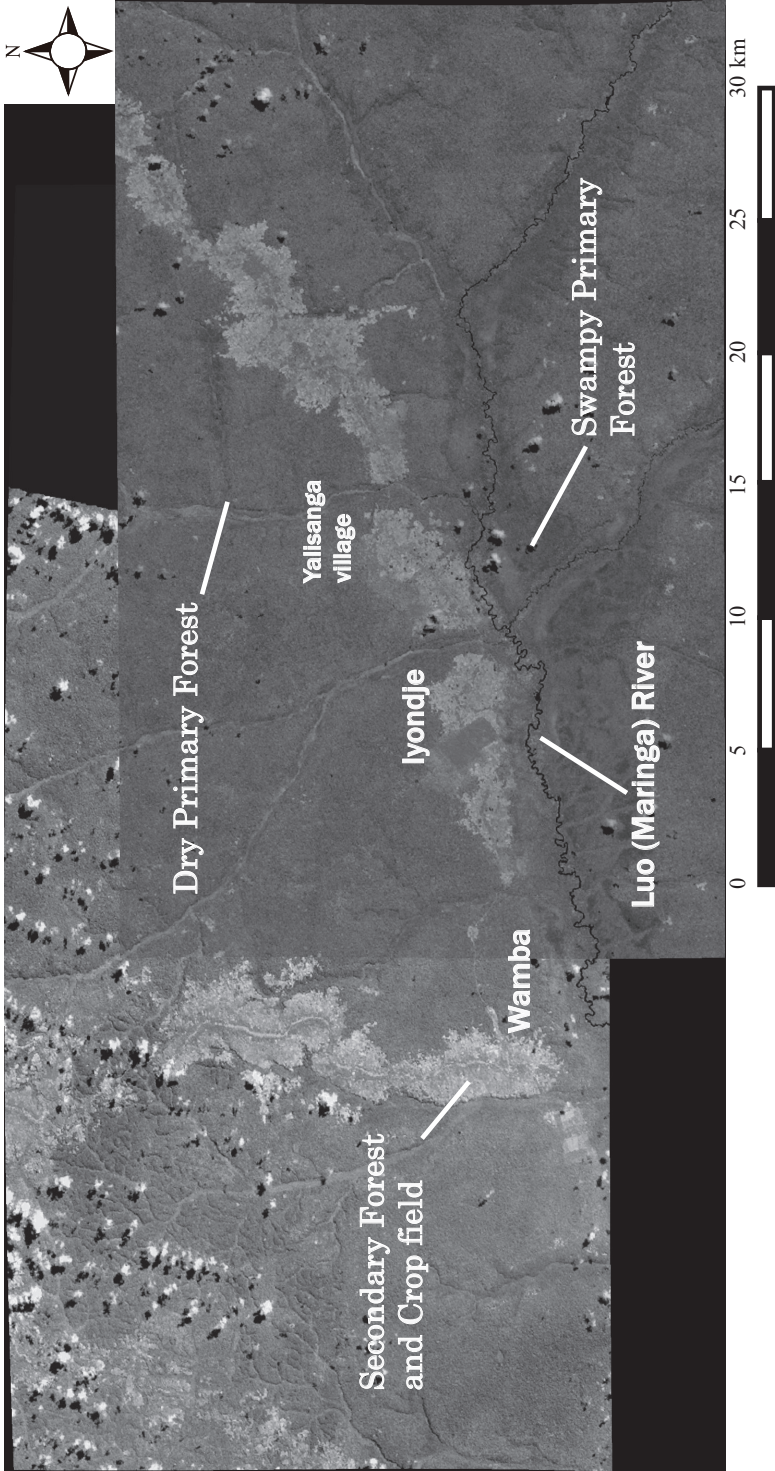 N
Dry Primary Forest
Yalisanga
village
Iyondje
Wamba
Secondary Forest
and Crop field
Swampy Primary
Forest
Luo (Maringa) River
0
5
10
15
20
25
30 km